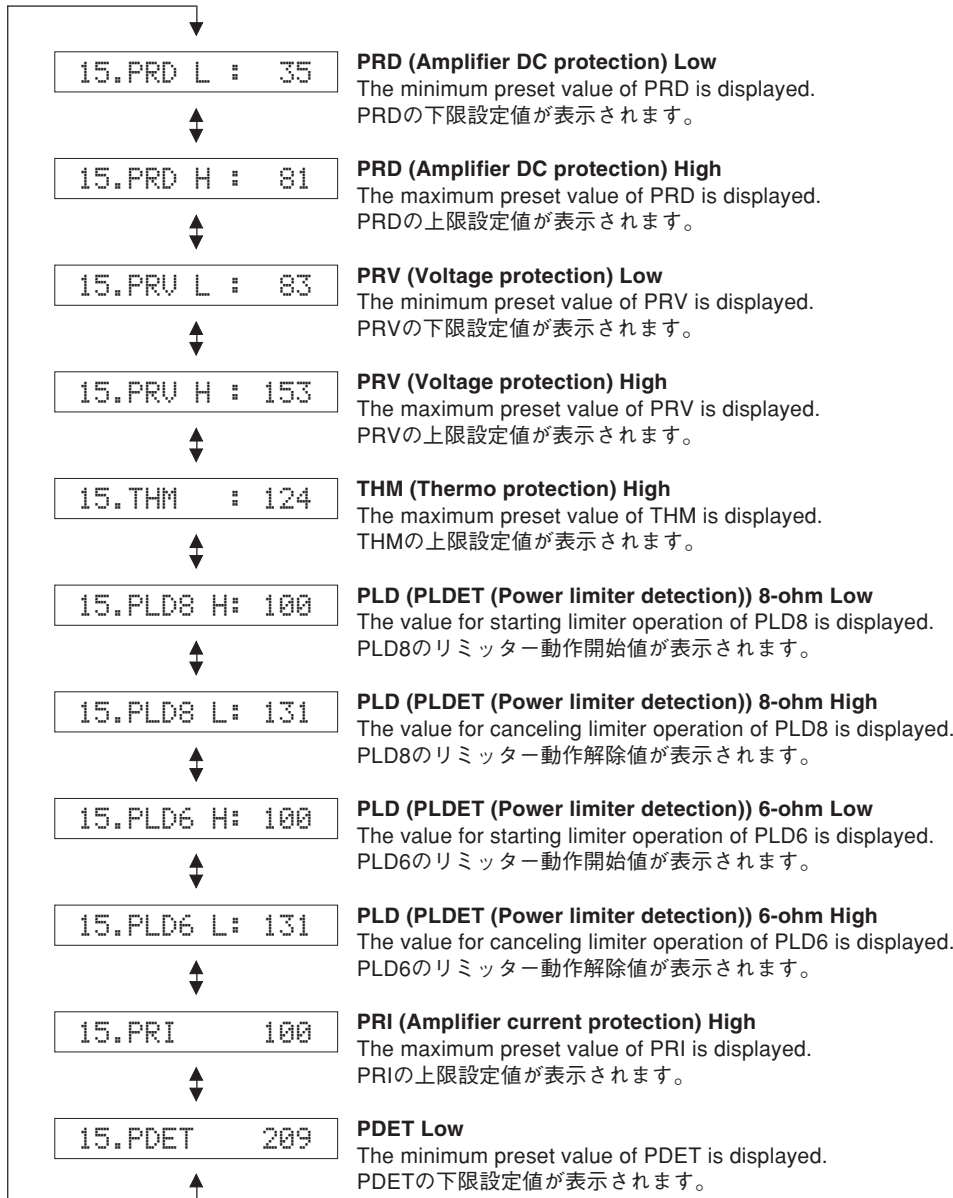 15.PRD L : 35
PRD (Amplifier DC protection) Low
The minimum preset value of PRD is displayed.
PRDの下限設定値が表示されます。
15.PRD H : 81
PRD (Amplifier DC protection) High
The maximum preset value of PRD is displayed.
PRDの上限設定値が表示されます。
15.PRV L : 83
PRV (Voltage protection) Low
The minimum preset value of PRV is displayed.
PRVの下限設定値が表示されます。
15.PRV H : 153
PRV (Voltage protection) High
The maximum preset value of PRV is displayed.
PRVの上限設定値が表示されます。
15.THM : 124
THM (Thermo protection) High
The maximum preset value of THM is displayed.
THMの上限設定値が表示されます。
15.PLD8 H: 100
PLD (PLDET (Power limiter detection)) 8-ohm Low
The value for starting limiter operation of PLD8 is displayed.
PLD8のリミッター動作開始値が表示されます。
15.PLD8 L: 131
PLD (PLDET (Power limiter detection)) 8-ohm High
The value for canceling limiter operation of PLD8 is displayed.
PLD8のリミッター動作解除値が表示されます。
15.PLD6 H: 100
PLD (PLDET (Power limiter detection)) 6-ohm Low
The value for starting limiter operation of PLD6 is displayed.
PLD6のリミッター動作開始値が表示されます。
15.PLD6 L: 131
PLD (PLDET (Power limiter detection)) 6-ohm High
The value for canceling limiter operation of PLD6 is displayed.
PLD6のリミッター動作解除値が表示されます。
15.PRI 100
PRI (Amplifier current protection) High
The maximum preset value of PRI is displayed.
PRIの上限設定値が表示されます。
15.PDET 209
PDET Low
The minimum preset value of PDET is displayed.
PDETの下限設定値が表示されます。